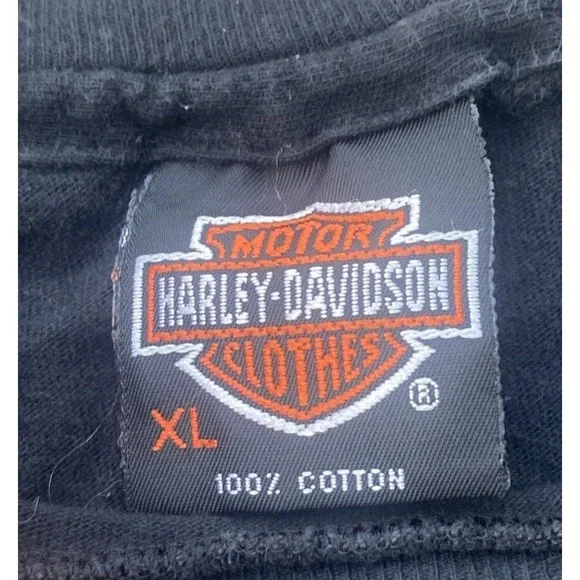 MOTOR
HARLEY-DAVIDSON
CLOTHES
®
XL
100% COTTON